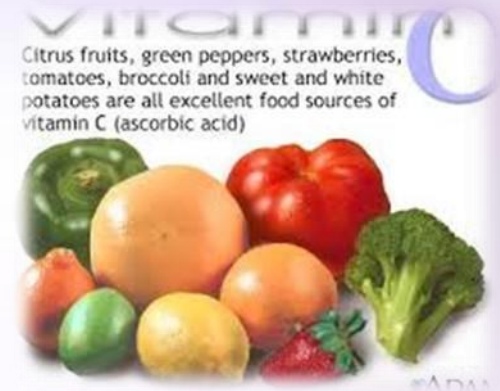 Vitamin C
Citrus fruits, green peppers, strawberries,
tomatoes, broccoli and sweet and white
potatoes are all excellent food sources of
vitamin C (ascorbic acid)